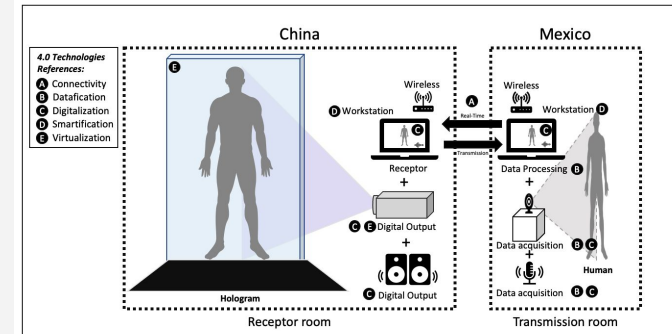 China
Mexico
4.0 Technologies
References:
A Connectivity
B Datafication
C Digitalization
D Smartification
E Virtualization
E
Wireless
D Workstation
C
Receptor
+
C E Digital Output
+
C Digital Output
Hologram
Receptor room
A
Real-Time
Transmission
Wireless
Workstation D
C
Data Processing B
+
Data acquisition B C
+
Data acquisition B C
Human
Transmission room